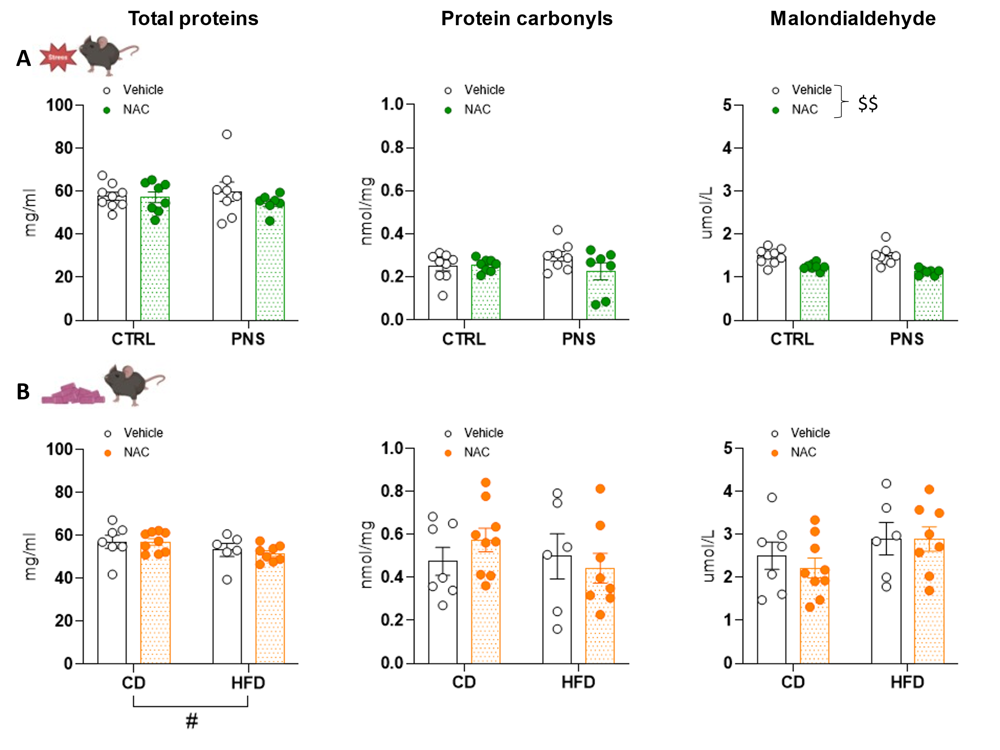 Total proteins
Protein carbonyls
Malondialdehyde
A
Stress
Vehicle
NAC
100
80
60
40
20
0
mg/ml
CTRL
PNS
Vehicle
NAC
1.0
0.8
0.6
0.4
0.2
0.0
nmol/mg
CTRL
PNS
Vehicle
NAC
$$
5
4
3
2
1
0
umol/L
CTRL
PNS
B
Vehicle
NAC
100
80
60
40
20
0
mg/ml
CD
HFD
#
Vehicle
NAC
1.0
0.8
0.6
0.4
0.2
0.0
nmol/mg
CD
HFD
Vehicle
NAC
5
4
3
2
1
0
umol/L
CD
HFD